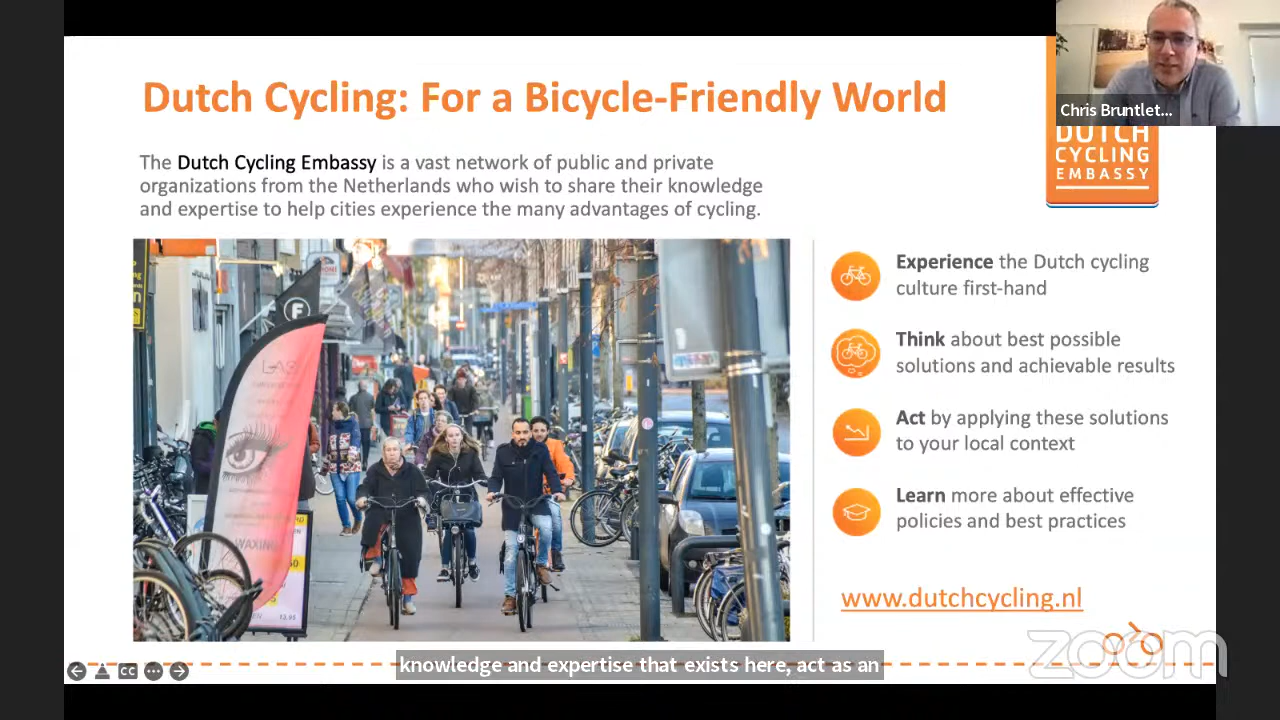 Dutch Cycling: For a Bicycle-Friendly World
Chris Bruntlet...
DUTCH
CYCLING
EMBASSY
The Dutch Cycling Embassy is a vast network of public and private
organizations from the Netherlands who wish to share their knowledge
and expertise to help cities experience the many advantages of cycling.
F
WAXING
Experience the Dutch cycling
culture first-hand
Think about best possible
solutions and achievable results
Act by applying these solutions
to your local context
Learn more about effective
policies and best practices
www.dutchcycling.nl
zoom
CC
knowledge and expertise that exists here, act as an